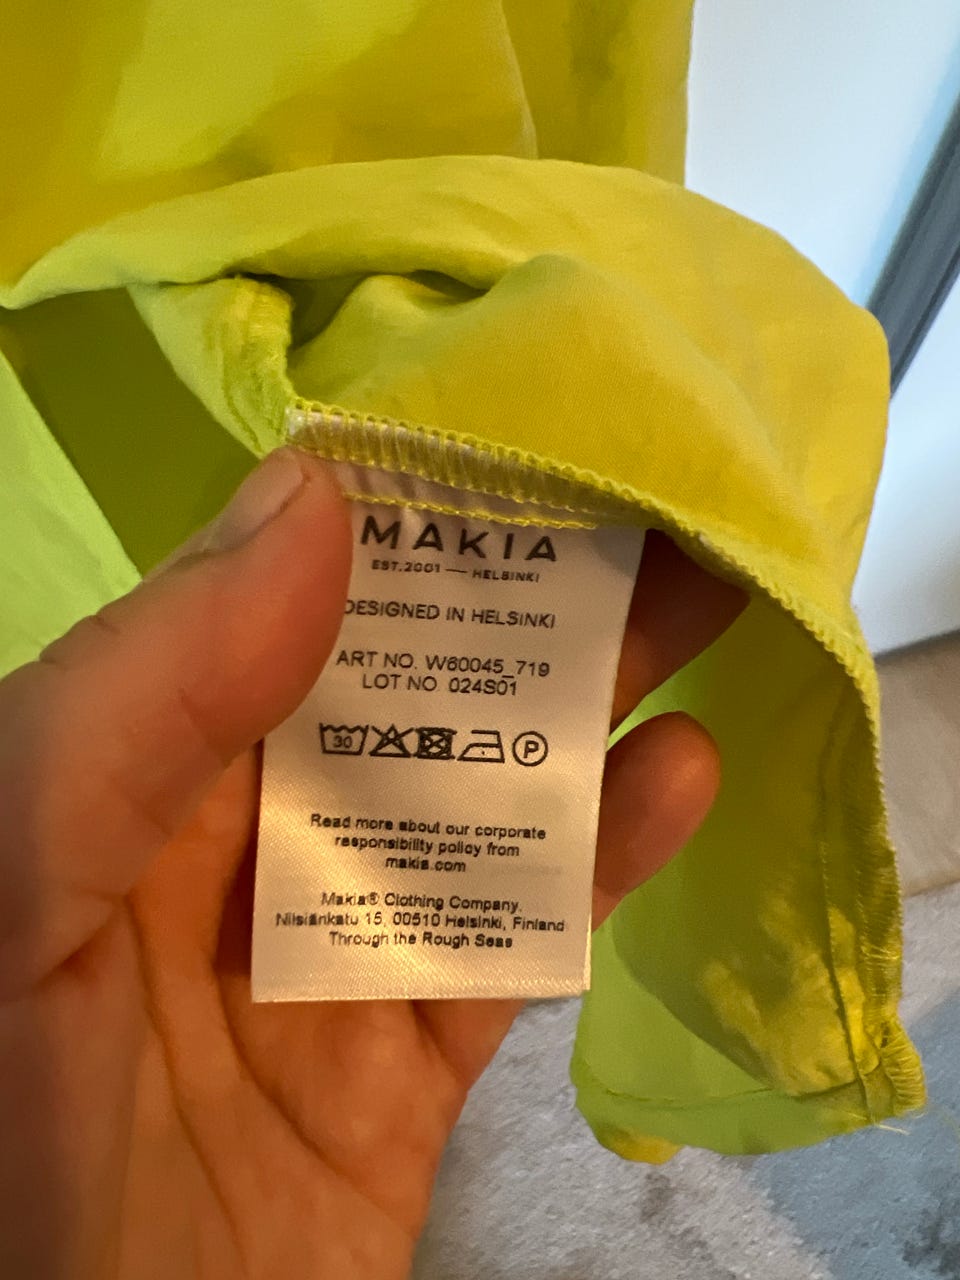 MAKIA
EST.2001 — HELSINKI
DESIGNED IN HELSINKI
ART NO. W60045_719
LOT NO. 024S01
30 P
Read more about our corporate
responsibility policy from
makia.com
Makia® Clothing Company,
Nilsiänkatu 15, 00510 Helsinki, Finland
Through the Rough Seas